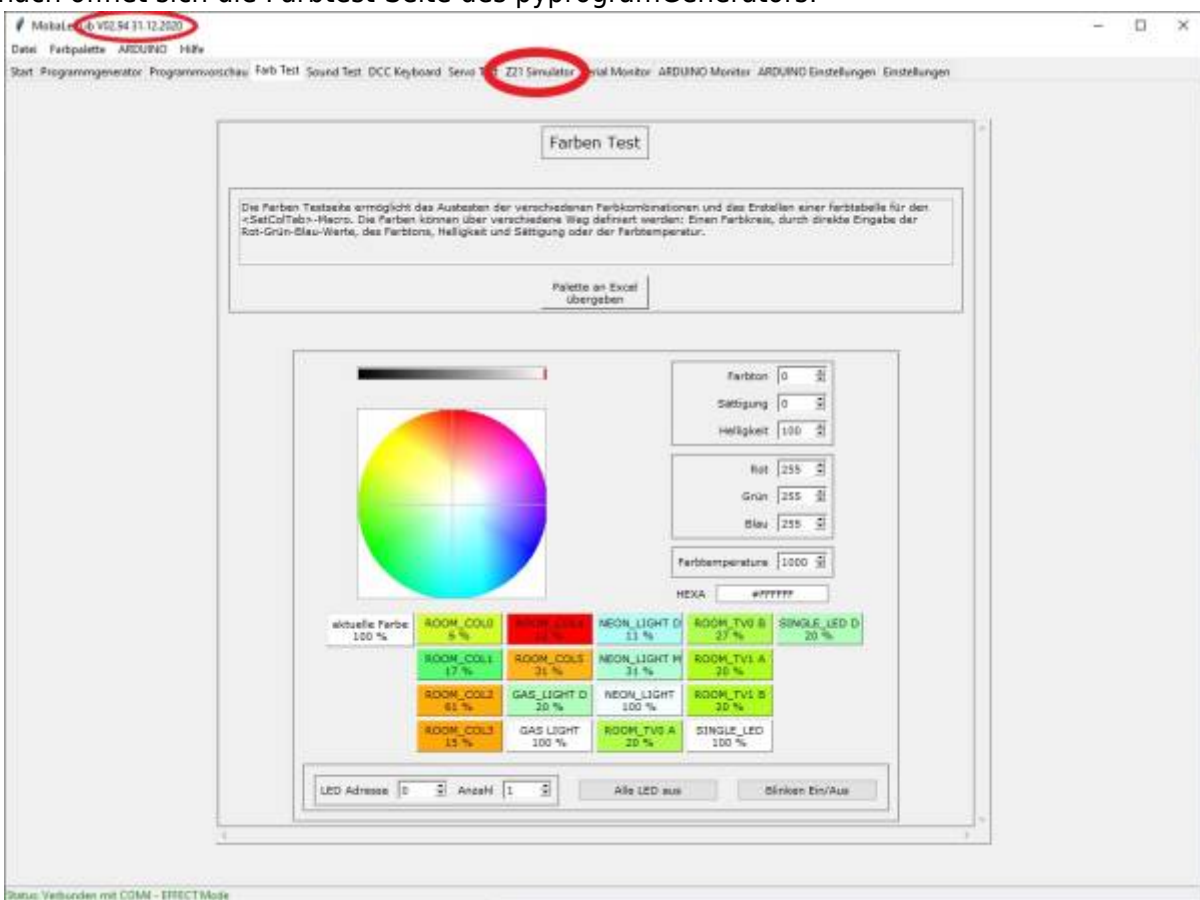 nach öffnet sich die Farbtest Seite des pyprogramGenerators:
MobaLedLib V02.94 31.12.2020
Datei Farbpalette ARDUINO Hilfe
Start Programmgenerator Programmvorschau Farb Test Sound Test DCC Keyboard Servo Test Z21 Simulator Serial Monitor ARDUINO Monitor ARDUINO Einstellungen Einstellungen
Farben Test
Die Farben Testseite ermöglicht das Austesten der verschiedenen Farbkombinationen und das Erstellen einer farbtabelle für den
<SetColTab>-Macro. Die Farben können über verschiedene Weg definiert werden: Einen Farbkreis, durch direkte Eingabe der
Rot-Grün-Blau-Werte, des Farbtons, Helligkeit und Sättigung oder der Farbtemperatur.
Palette an Excel
übergeben
Farbton 0
Sättigung 0
Helligkeit 100
Rot 255
Grün 255
Blau 255
Farbtemperature 1000
HEXA #FFFFFF
aktuelle Farbe ROOM_COL0 ROOM_COL4 NEON_LIGHT D ROOM_TV0 B SINGLE_LED D
100 % 6 % 11 % 27 % 20 %
ROOM_COL1 ROOM_COL5 NEON_LIGHT M ROOM_TV1 A
17 % 31 % 31 % 20 %
ROOM_COL2 GAS_LIGHT D NEON_LIGHT ROOM_TV1 B
61 % 20 % 100 % 20 %
ROOM_COL3 GAS LIGHT ROOM_TV0 A SINGLE_LED
15 % 100 % 20 % 100 %
LED Adresse 0 Anzahl 1 Alle LED aus Blinken Ein/Aus
Status: Verbunden mit COM4 - EFFECT Mode